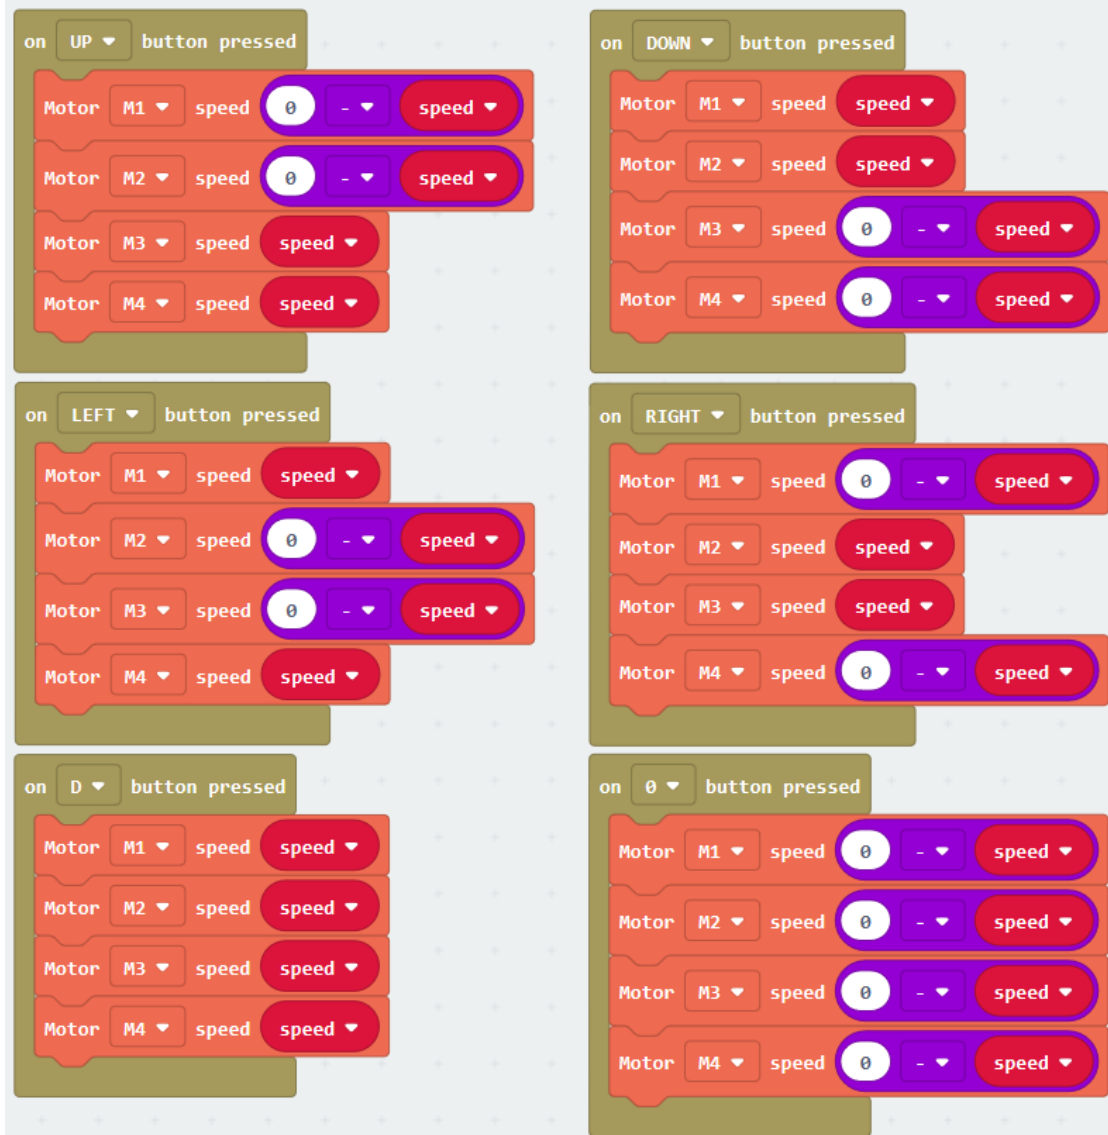 on UP button pressed
Motor M1 speed 0 - speed
Motor M2 speed 0 - speed
Motor M3 speed speed
Motor M4 speed speed
on DOWN button pressed
Motor M1 speed speed
Motor M2 speed speed
Motor M3 speed 0 - speed
Motor M4 speed 0 - speed
on LEFT button pressed
Motor M1 speed speed
Motor M2 speed 0 - speed
Motor M3 speed 0 - speed
Motor M4 speed speed
on RIGHT button pressed
Motor M1 speed 0 - speed
Motor M2 speed speed
Motor M3 speed speed
Motor M4 speed 0 - speed
on D button pressed
Motor M1 speed speed
Motor M2 speed speed
Motor M3 speed speed
Motor M4 speed speed
on 0 button pressed
Motor M1 speed 0 - speed
Motor M2 speed 0 - speed
Motor M3 speed 0 - speed
Motor M4 speed 0 - speed